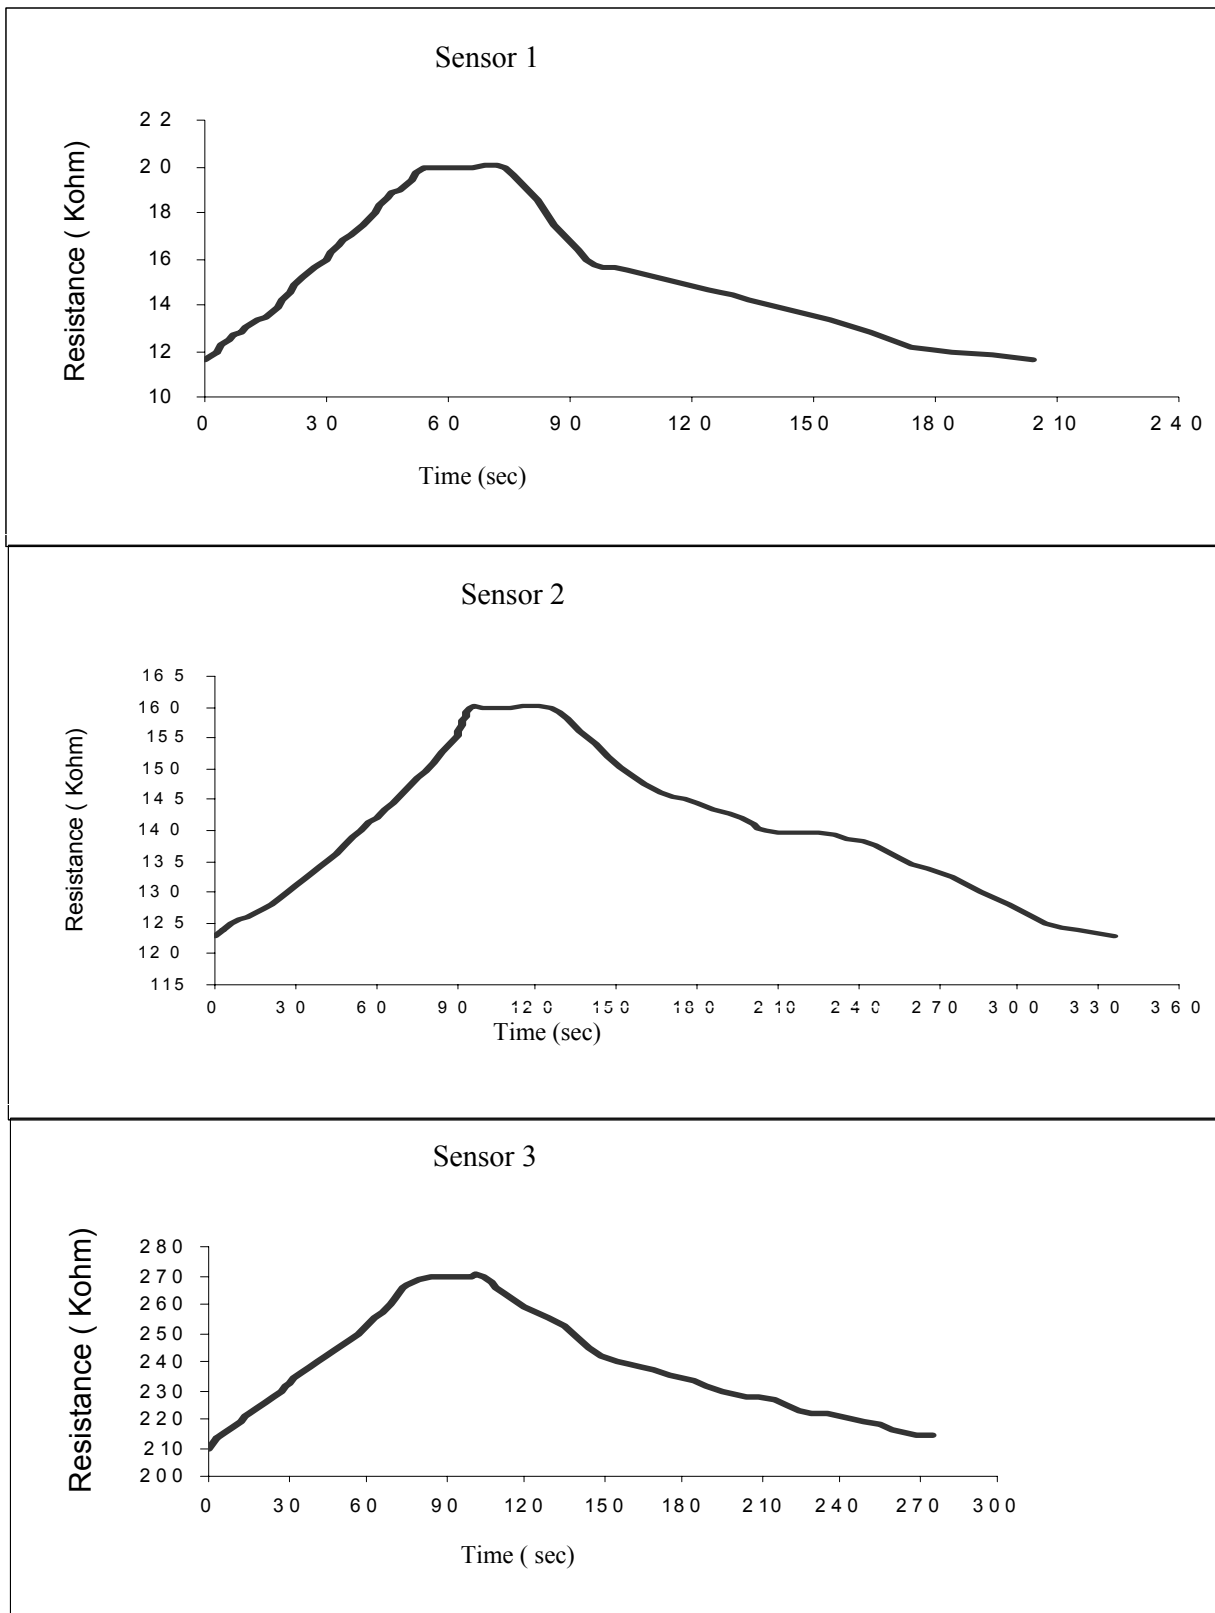 Sensor 1
Resistance ( Kohm)
22
20
18
16
14
12
10
0 30 60 90 120 150 180 210 240
Time (sec)
Sensor 2
Resistance ( Kohm)
165
160
155
150
145
140
135
130
125
120
115
0 30 60 90 120 150 180 210 240 270 300 330 360
Time (sec)
Sensor 3
Resistance ( Kohm)
280
270
260
250
240
230
220
210
200
0 30 60 90 120 150 180 210 240 270 300
Time ( sec)